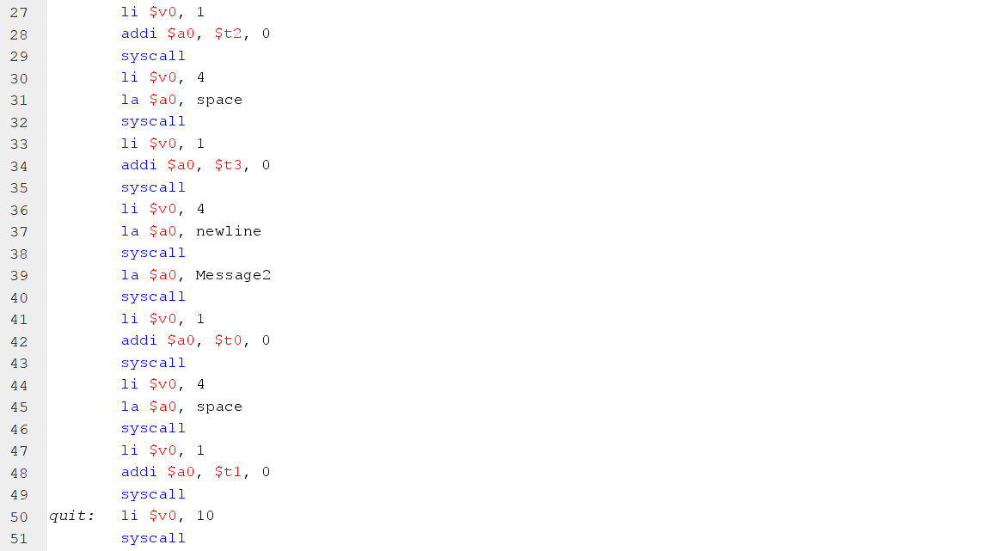 27 li $v0, 1
28 addi $a0, $t2, 0
29 syscall
30 li $v0, 4
31 la $a0, space
32 syscall
33 li $v0, 1
34 addi $a0, $t3, 0
35 syscall
36 li $v0, 4
37 la $a0, newline
38 syscall
39 la $a0, Message2
40 syscall
41 li $v0, 1
42 addi $a0, $t0, 0
43 syscall
44 li $v0, 4
45 la $a0, space
46 syscall
47 li $v0, 1
48 addi $a0, $t1, 0
49 syscall
50 quit: li $v0, 10
51 syscall